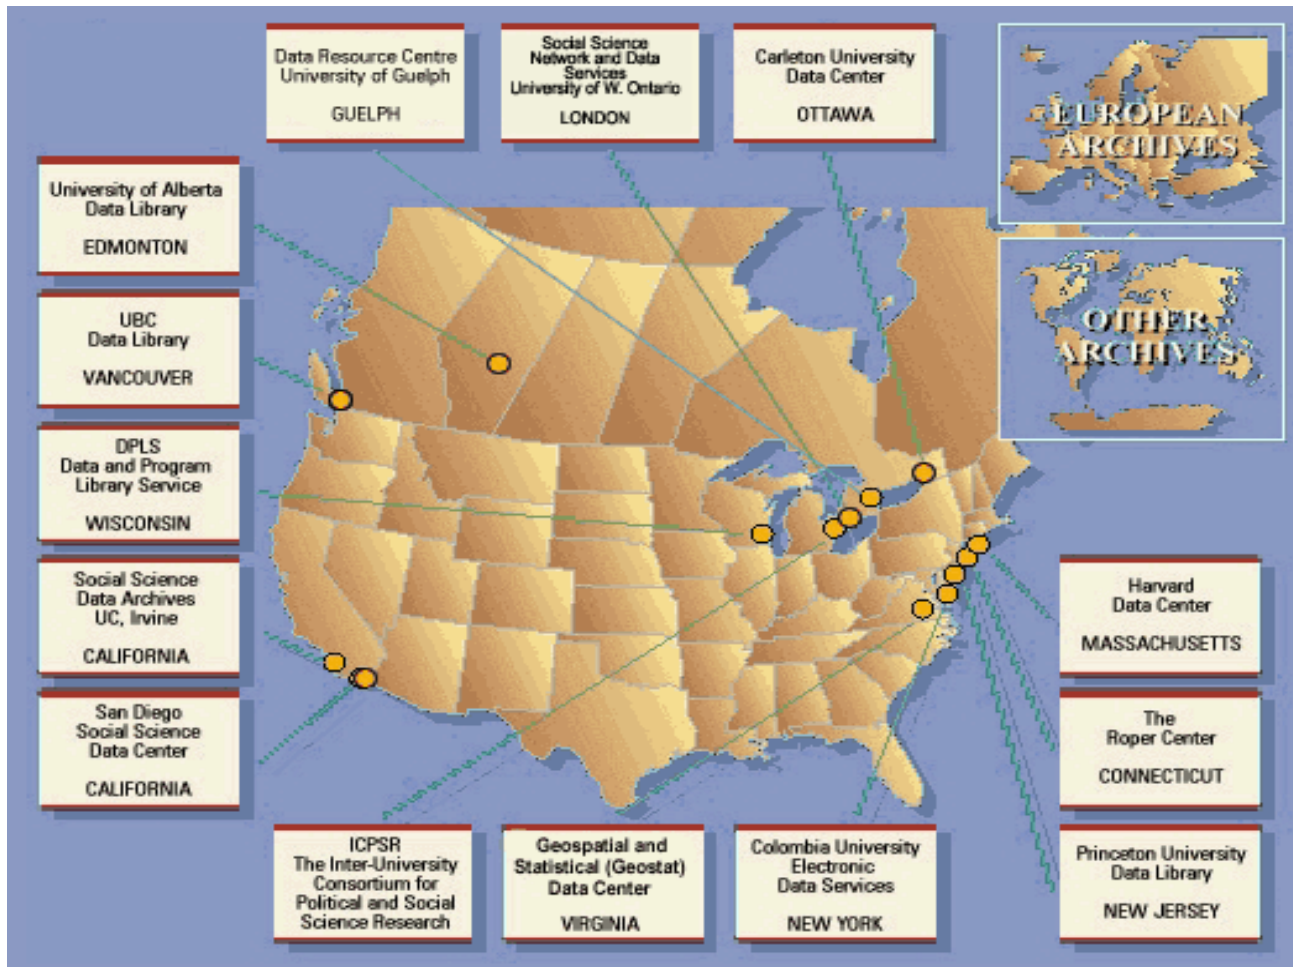 Data Resource Centre
University of Guelph
GUELPH
Social Science
Network and Data
Services
University of W. Ontario
LONDON
Carleton University
Data Center
OTTAWA
EUROPEAN
ARCHIVES
OTHER
ARCHIVES
University of Alberta
Data Library
EDMONTON
UBC
Data Library
VANCOUVER
DPLS
Data and Program
Library Service
WISCONSIN
Social Science
Data Archives
UC, Irvine
CALIFORNIA
San Diego
Social Science
Data Center
CALIFORNIA
ICPSR
The Inter-University
Consortium for
Political and Social
Science Research
Geospatial and
Statistical (Geostat)
Data Center
VIRGINIA
Colombia University
Electronic
Data Services
NEW YORK
Harvard
Data Center
MASSACHUSETTS
The
Roper Center
CONNECTICUT
Princeton University
Data Library
NEW JERSEY